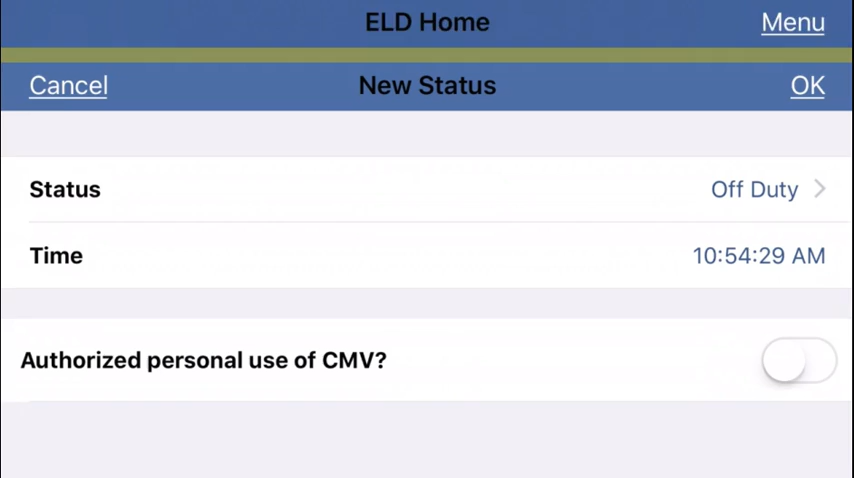 ELD Home Menu
Cancel New Status OK
Status Off Duty
Time 10:54:29 AM
Authorized personal use of CMV?